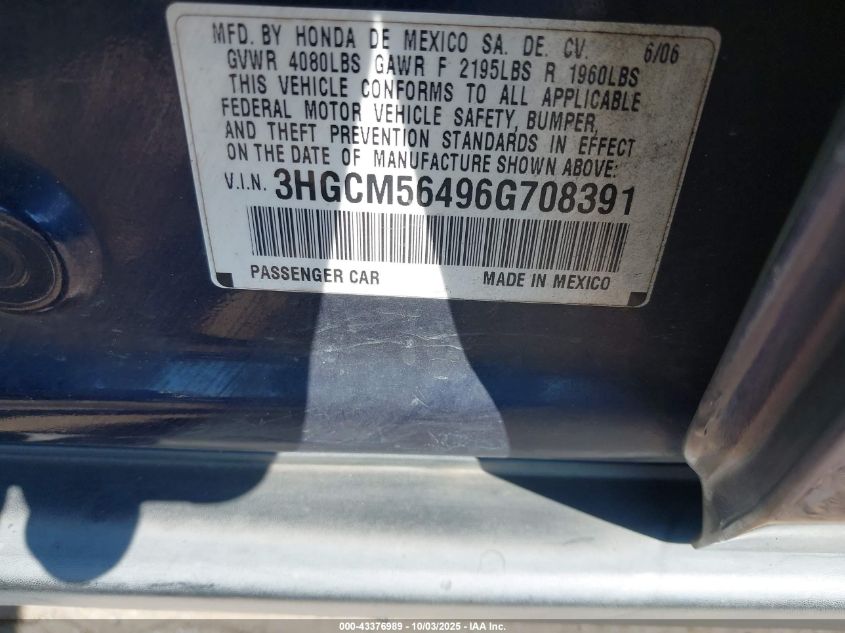 MFD. BY HONDA DE MEXICO SA. DE. CV. 6/06
GVWR 4080LBS GAWR F 2195LBS R 1960LBS
THIS VEHICLE CONFORMS TO ALL APPLICABLE
FEDERAL MOTOR VEHICLE SAFETY, BUMPER,
AND THEFT PREVENTION STANDARDS IN EFFECT
ON THE DATE OF MANUFACTURE SHOWN ABOVE:
V.I.N. 3HGCM56496G708391
PASSENGER CAR MADE IN MEXICO
000-43376989 - 10/03/2025 - IAA Inc.